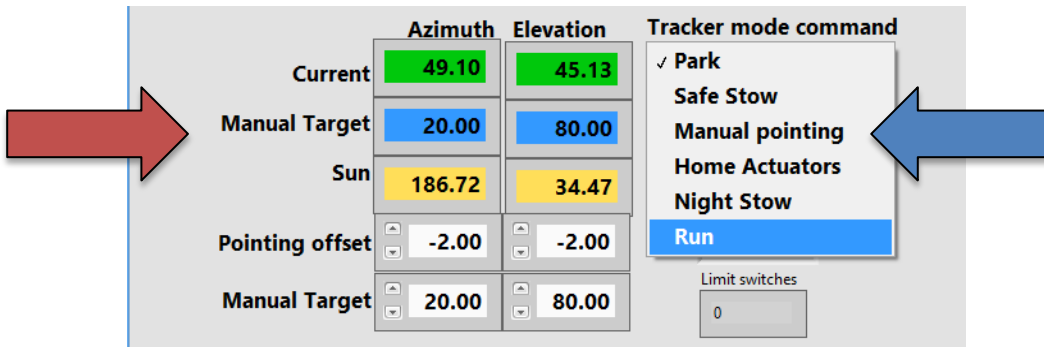 Azimuth Elevation
Current 49.10 45.13
Manual Target 20.00 80.00
Sun 186.72 34.47
Pointing offset -2.00 -2.00
Manual Target 20.00 80.00
Tracker mode command
✓ Park
Safe Stow
Manual pointing
Home Actuators
Night Stow
Run
Limit switches
0